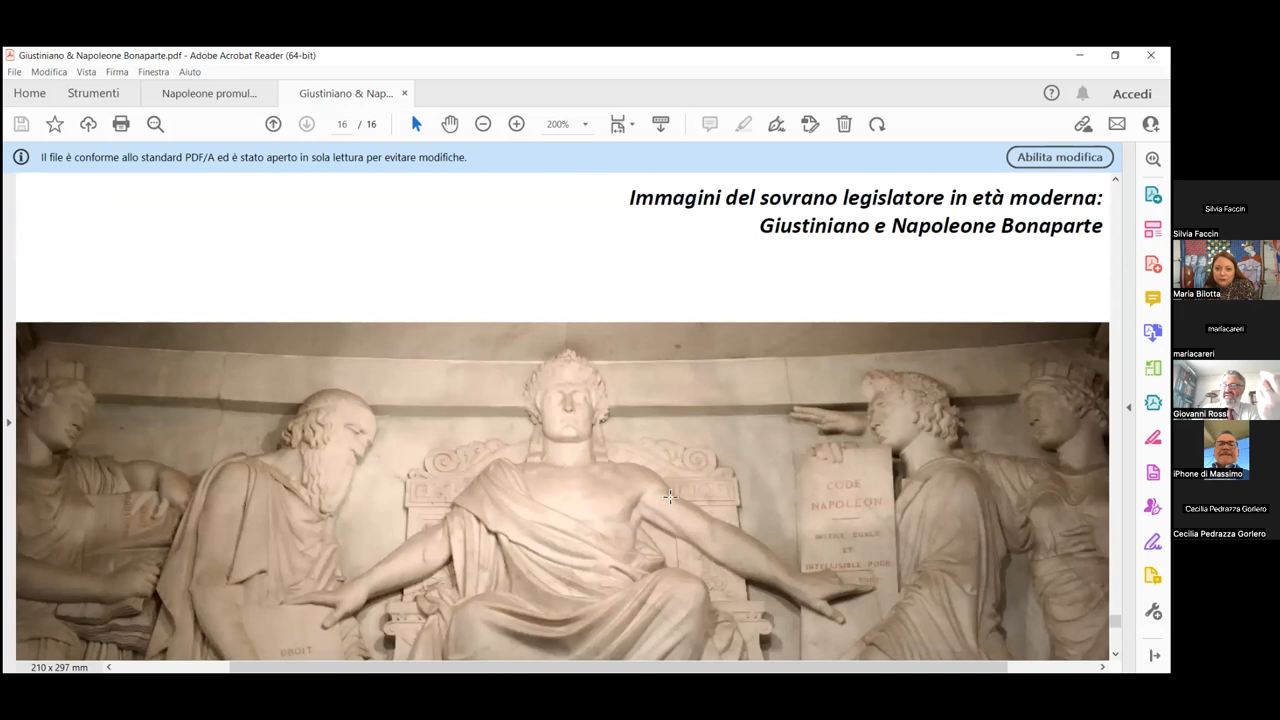 Giustiniano & Napoleone Bonaparte.pdf - Adobe Acrobat Reader (64-bit)
File Modifica Vista Firma Finestra Aiuto
Home Strumenti Napoleone promul... Giustiniano & Nap... × Accedi
16 / 16 200%
Il file è conforme allo standard PDF/A ed è stato aperto in sola lettura per evitare modifiche. Abilita modifica
Immagini del sovrano legislatore in età moderna:
Giustiniano e Napoleone Bonaparte
CODE
NAPOLEON
ET
INTELLISIBLE POUR
DROIT
210 x 297 mm
Silvia Faccin
Silvia Faccin
Maria Bilotta
mariacareri
mariacareri
Giovanni Rossi
iPhone di Massimo
Cecilia Pedrazza Gorlero
Cecilia Pedrazza Gorlero